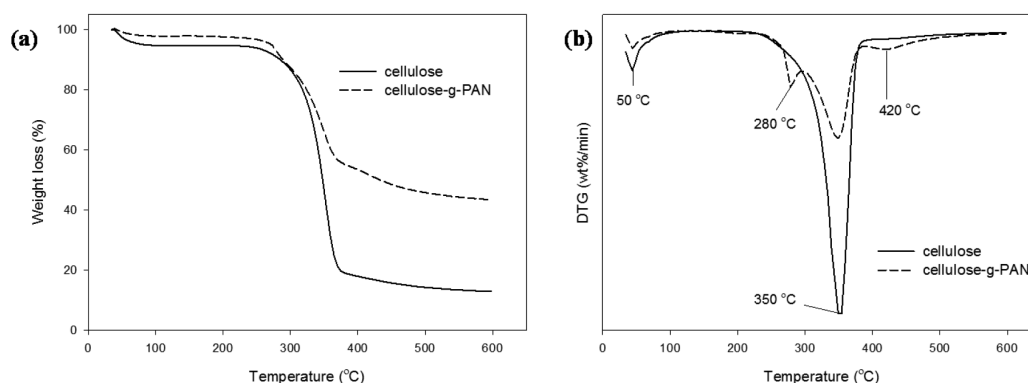 (a)
Weight loss (%)
100
80
60
40
20
0
cellulose
cellulose-g-PAN
0 100 200 300 400 500 600
Temperature (°C)
(b)
DTG (wt%/min)
50 °C
280 °C
420 °C
350 °C
cellulose
cellulose-g-PAN
0 100 200 300 400 500 600
Temperature (°C)